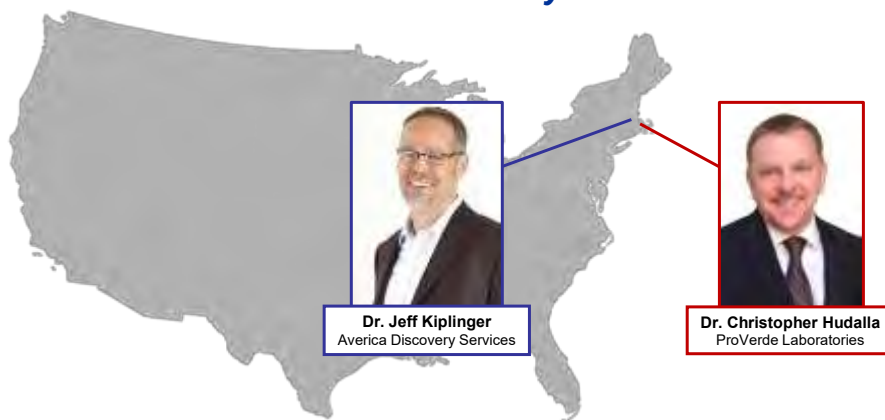 Dr. Jeff Kiplinger
Averica Discovery Services
Dr. Christopher Hudalla
ProVerde Laboratories